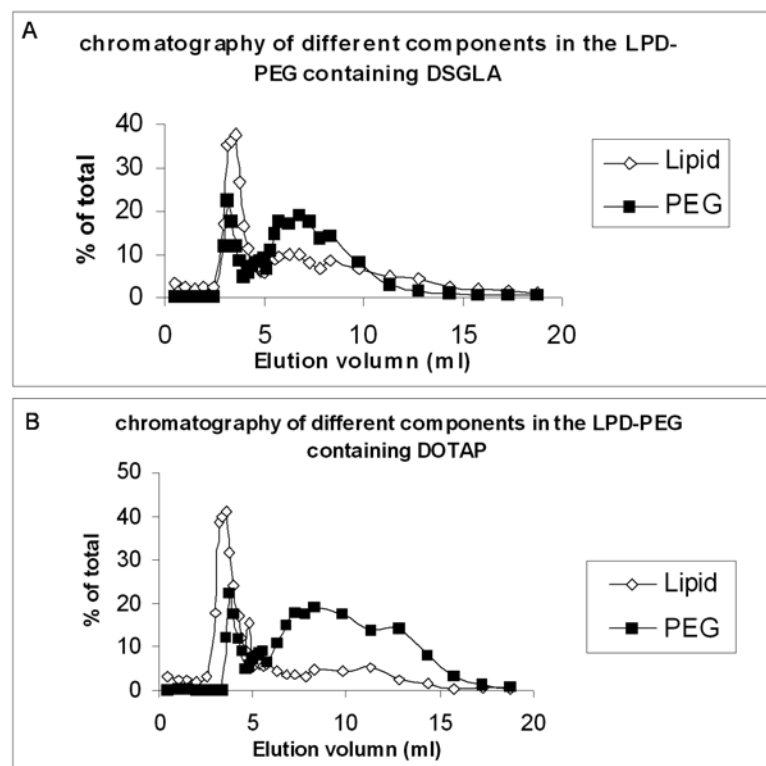 A
chromatography of different components in the LPD-
PEG containing DSGLA
40
30
20
10
0
% of total
0 5 10 15 20
Elution volumn (ml)
Lipid
PEG
B
chromatography of different components in the LPD-PEG
containing DOTAP
50
40
30
20
10
0
% of total
0 5 10 15 20
Elution volumn (ml)
Lipid
PEG